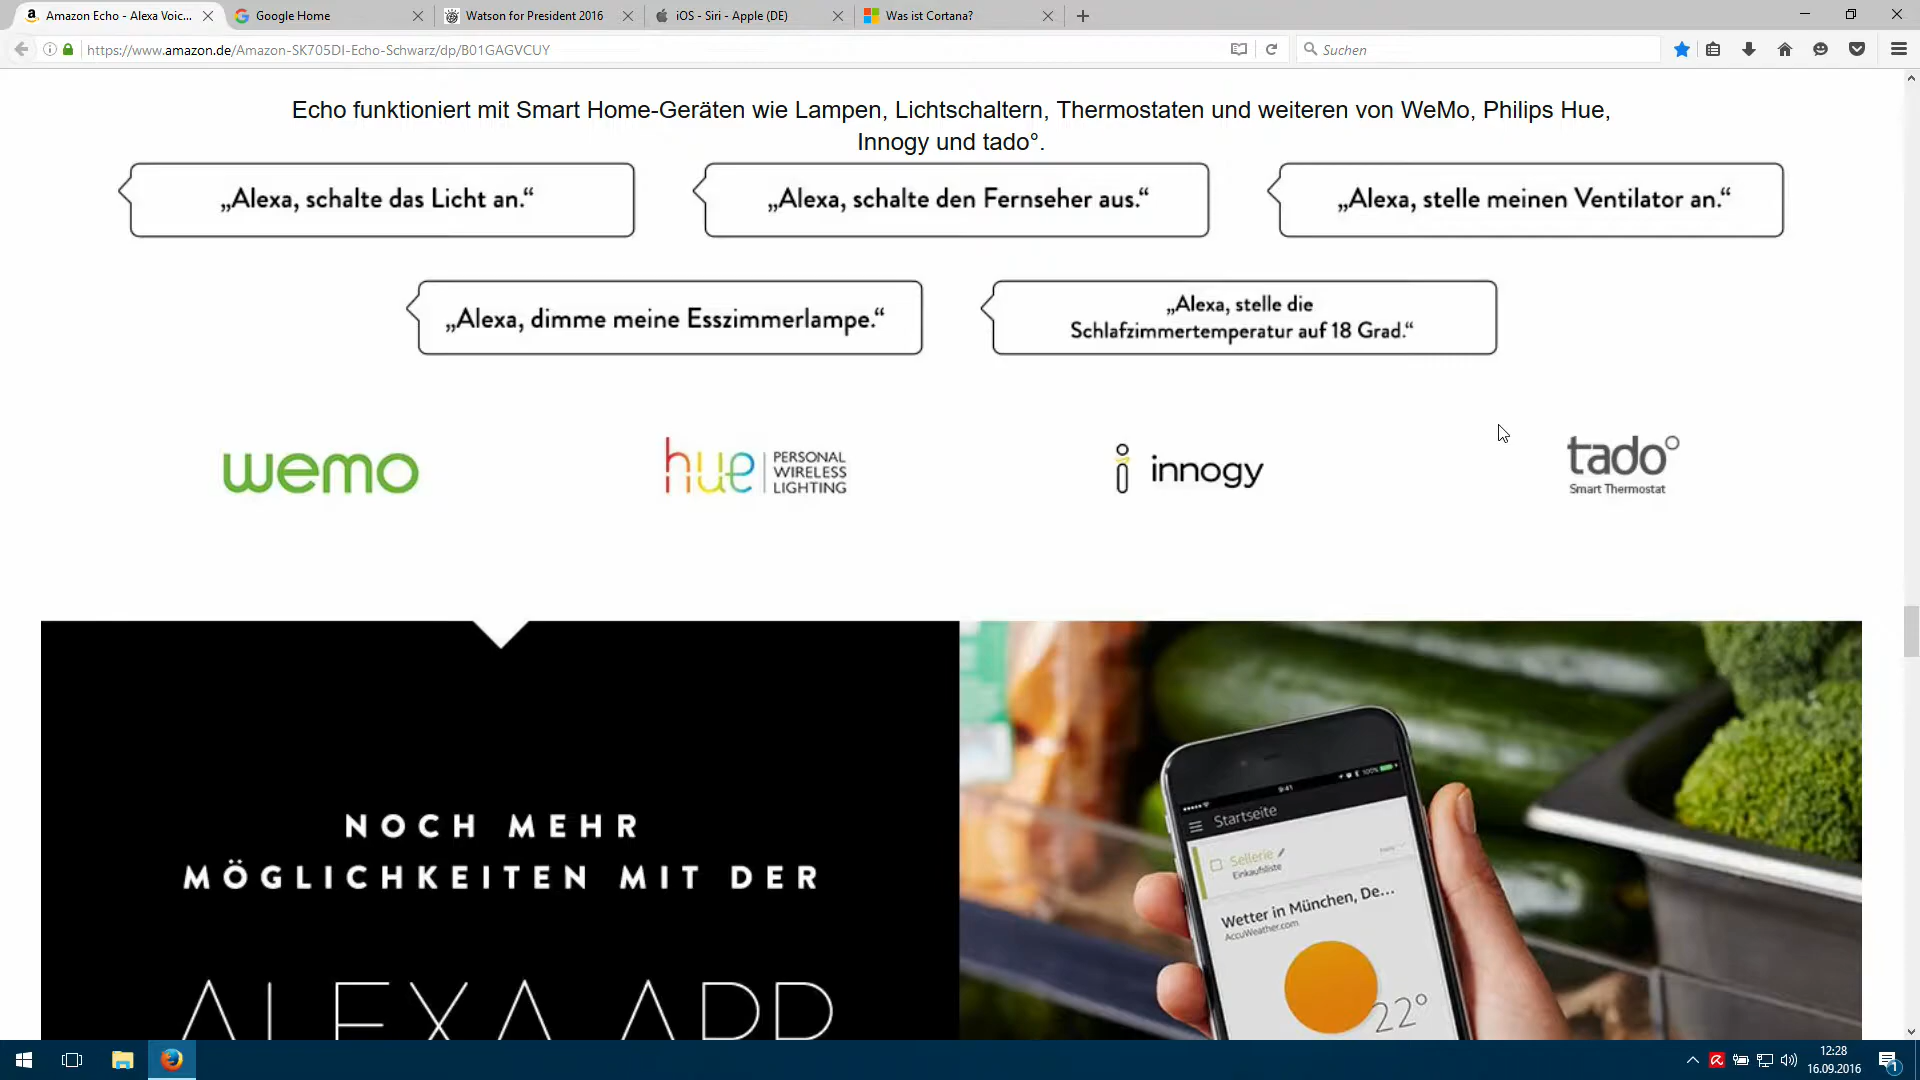 Amazon Echo - Alexa Voic...
Google Home
Watson for President 2016
iOS - Siri - Apple (DE)
Was ist Cortana?
https://www.amazon.de/Amazon-SK705DI-Echo-Schwarz/dp/B01GAGVCUY
Suchen
Echo funktioniert mit Smart Home-Geräten wie Lampen, Lichtschaltern, Thermostaten und weiteren von WeMo, Philips Hue,
Innogy und tado°.
„Alexa, schalte das Licht an.“
„Alexa, schalte den Fernseher aus.“
„Alexa, stelle meinen Ventilator an.“
„Alexa, dimme meine Esszimmerlampe.“
„Alexa, stelle die
Schlafzimmertemperatur auf 18 Grad.“
wemo
hue PERSONAL
WIRELESS
LIGHTING
innogy
tado°
Smart Thermostat
NOCH MEHR
MÖGLICHKEITEN MIT DER
ALEXA APP
100%
9:41
Startseite
Sellerie
Einkaufsliste
Wetter in München, De...
AccuWeather.com
22°
12:28
16.09.2016
1